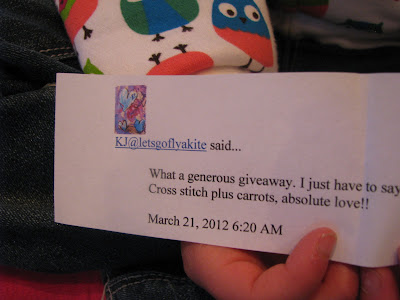 KJ@letsgoflyakite said...
What a generous giveaway. I just have to say
Cross stitch plus carrots, absolute love!!
March 21, 2012 6:20 AM